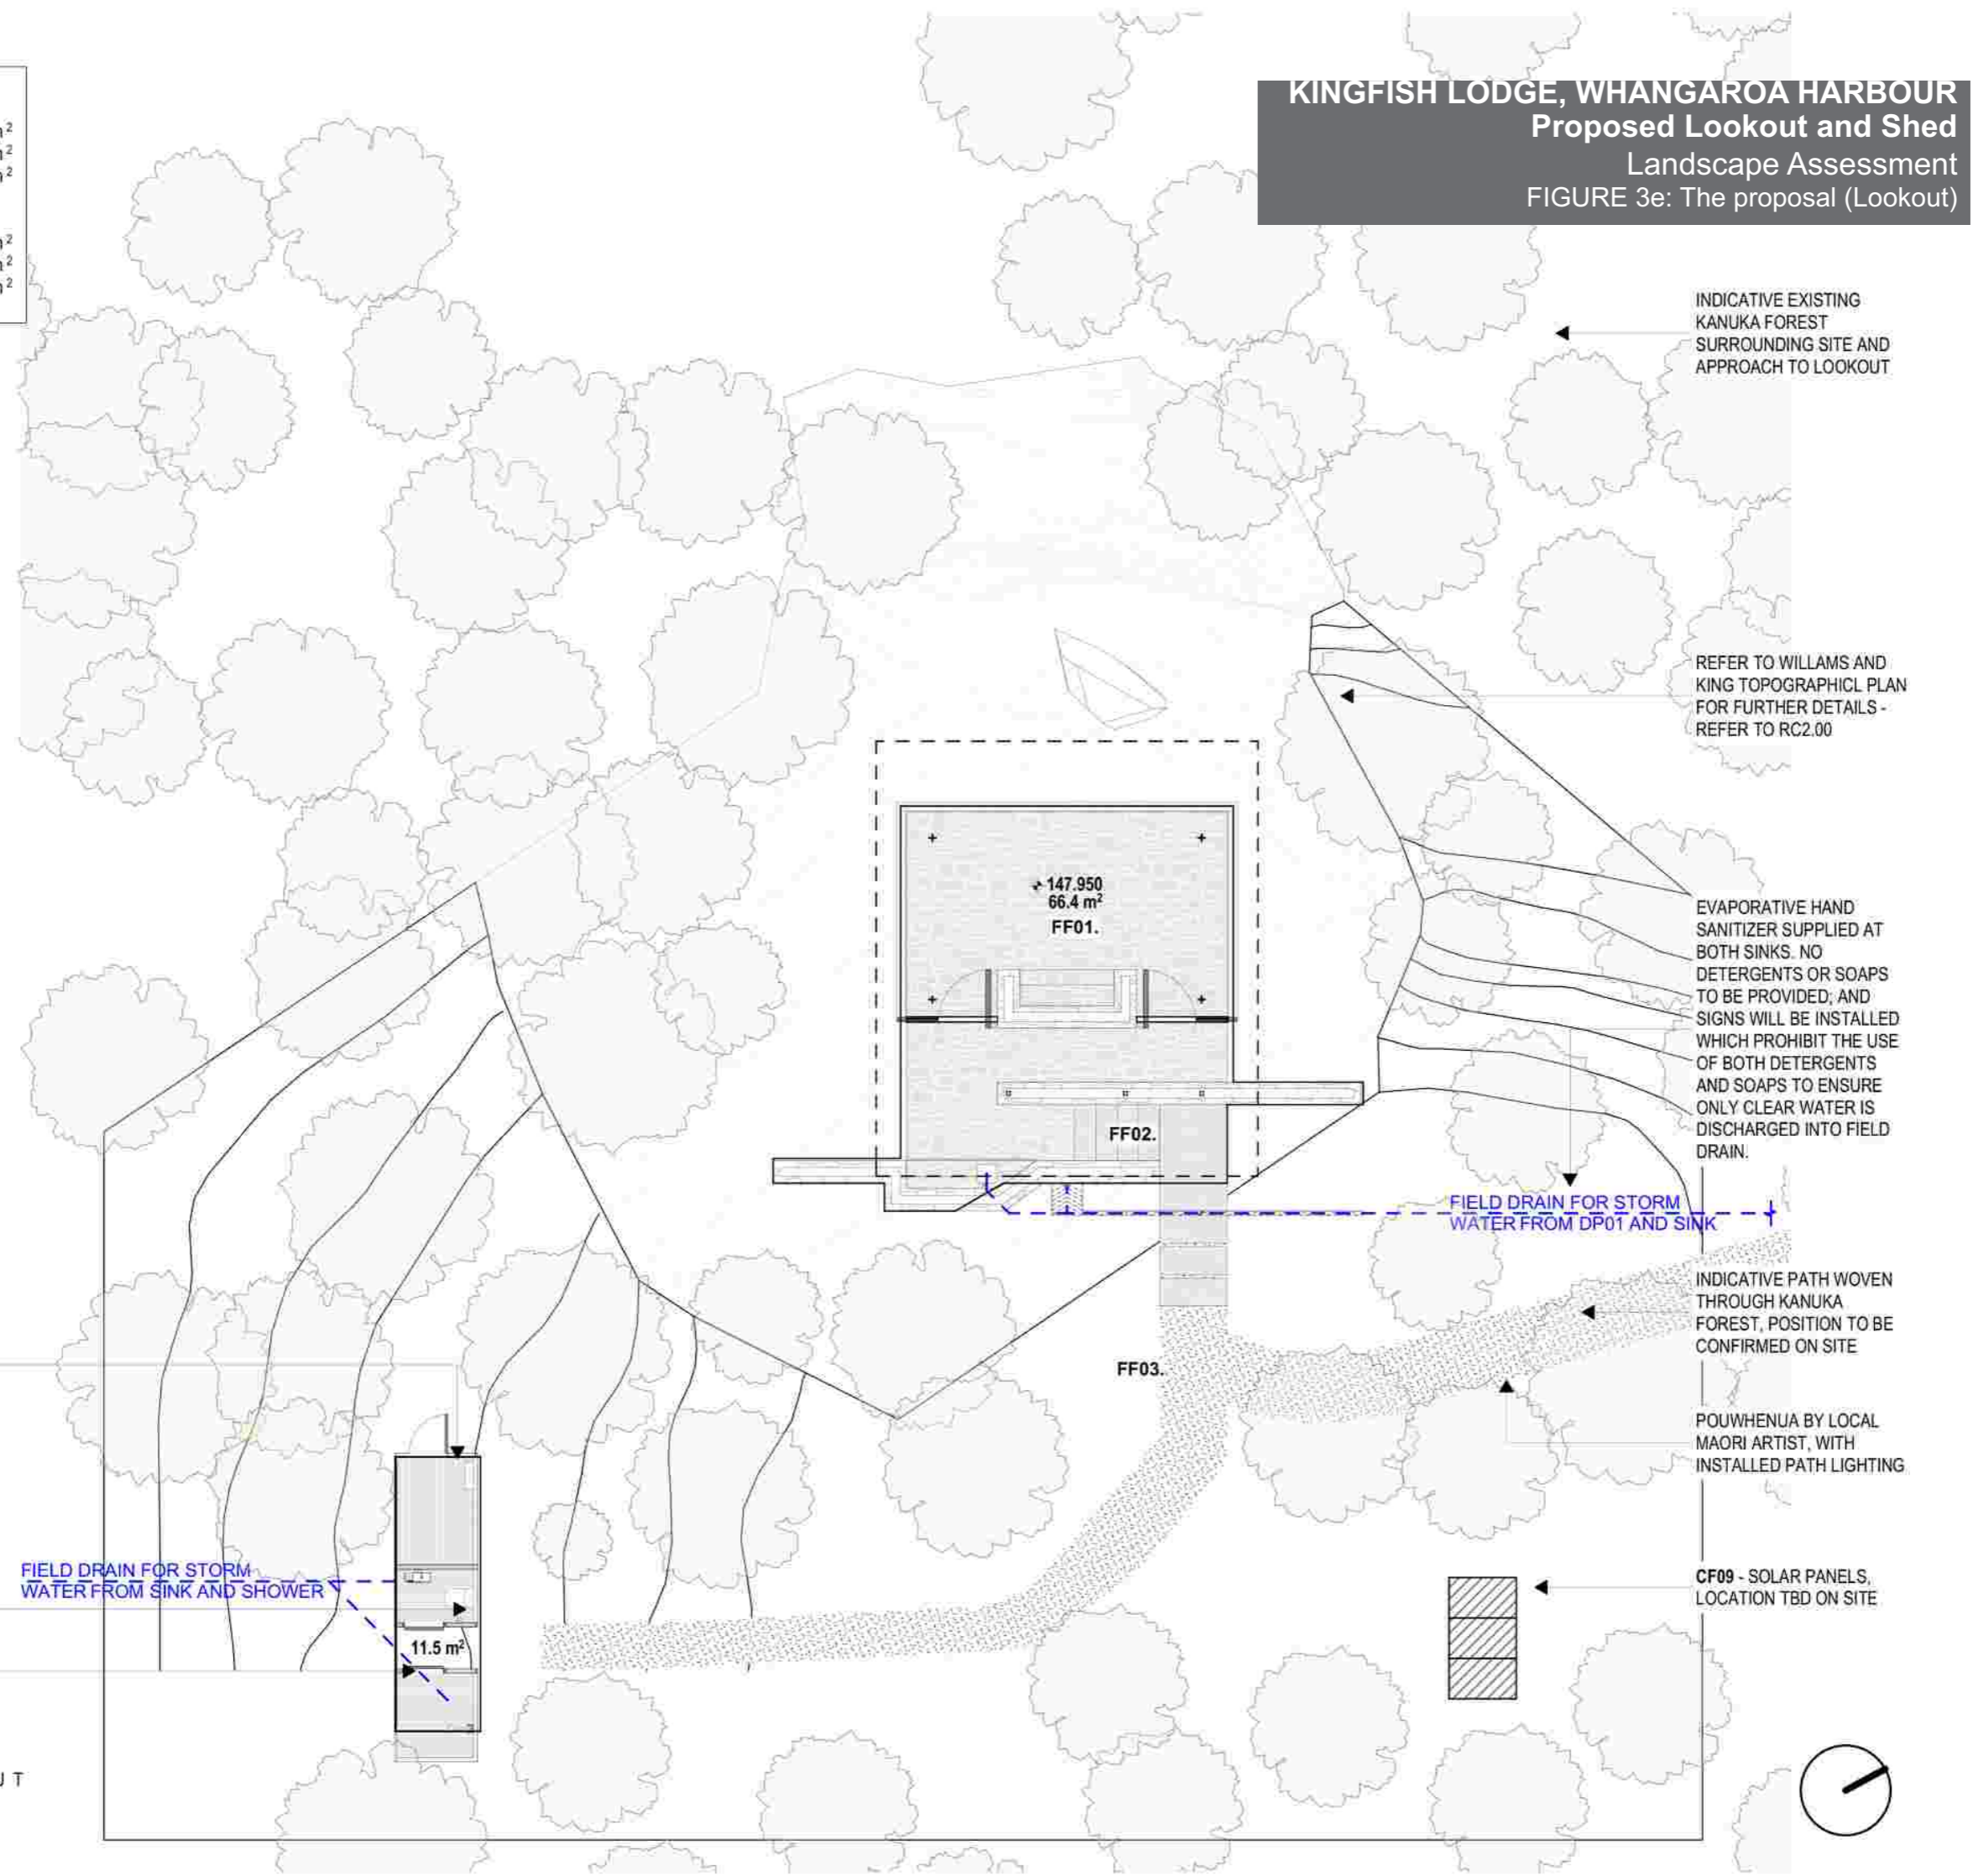 KINGFISH LODGE, WHANGAROA HARBOUR
Proposed Lookout and Shed
Landscape Assessment
FIGURE 3e: The proposal (Lookout)
INDICATIVE EXISTING
KANUKA FOREST
SURROUNDING SITE AND
APPROACH TO LOOKOUT
REFER TO WILLAMS AND
KING TOPOGRAPHICL PLAN
FOR FURTHER DETAILS -
REFER TO RC2.00
147.950
66.4 m²
FF01.
FF02.
EVAPORATIVE HAND
SANITIZER SUPPLIED AT
BOTH SINKS. NO
DETERGENTS OR SOAPS
TO BE PROVIDED; AND
SIGNS WILL BE INSTALLED
WHICH PROHIBIT THE USE
OF BOTH DETERGENTS
AND SOAPS TO ENSURE
ONLY CLEAR WATER IS
DISCHARGED INTO FIELD
DRAIN.
FIELD DRAIN FOR STORM
WATER FROM DP01 AND SINK
INDICATIVE PATH WOVEN
THROUGH KANUKA
FOREST, POSITION TO BE
CONFIRMED ON SITE
FF03.
POUWHENUA BY LOCAL
MAORI ARTIST, WITH
INSTALLED PATH LIGHTING
FIELD DRAIN FOR STORM
WATER FROM SINK AND SHOWER
11.5 m²
CF09 - SOLAR PANELS,
LOCATION TBD ON SITE